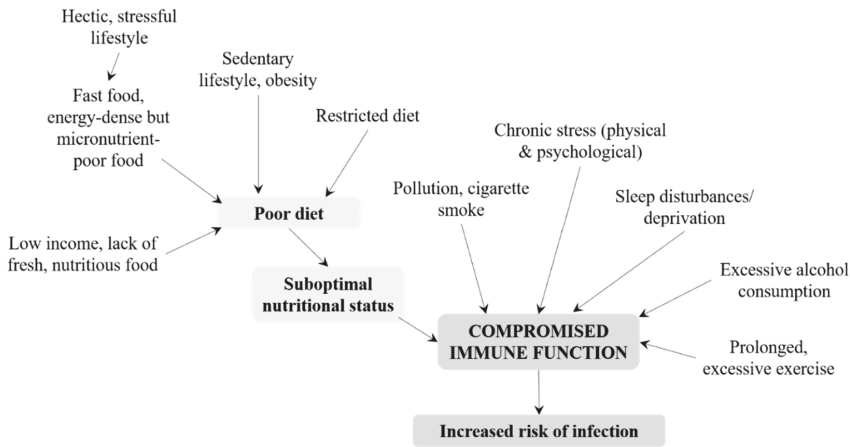 Hectic, stressful
lifestyle
Fast food,
energy-dense but
micronutrient-
poor food
Sedentary
lifestyle, obesity
Restricted diet
Low income, lack of
fresh, nutritious food
Poor diet
Suboptimal
nutritional status
Pollution, cigarette
smoke
Chronic stress (physical
& psychological)
Sleep disturbances/
deprivation
Excessive alcohol
consumption
Prolonged,
excessive exercise
COMPROMISED
IMMUNE FUNCTION
Increased risk of infection